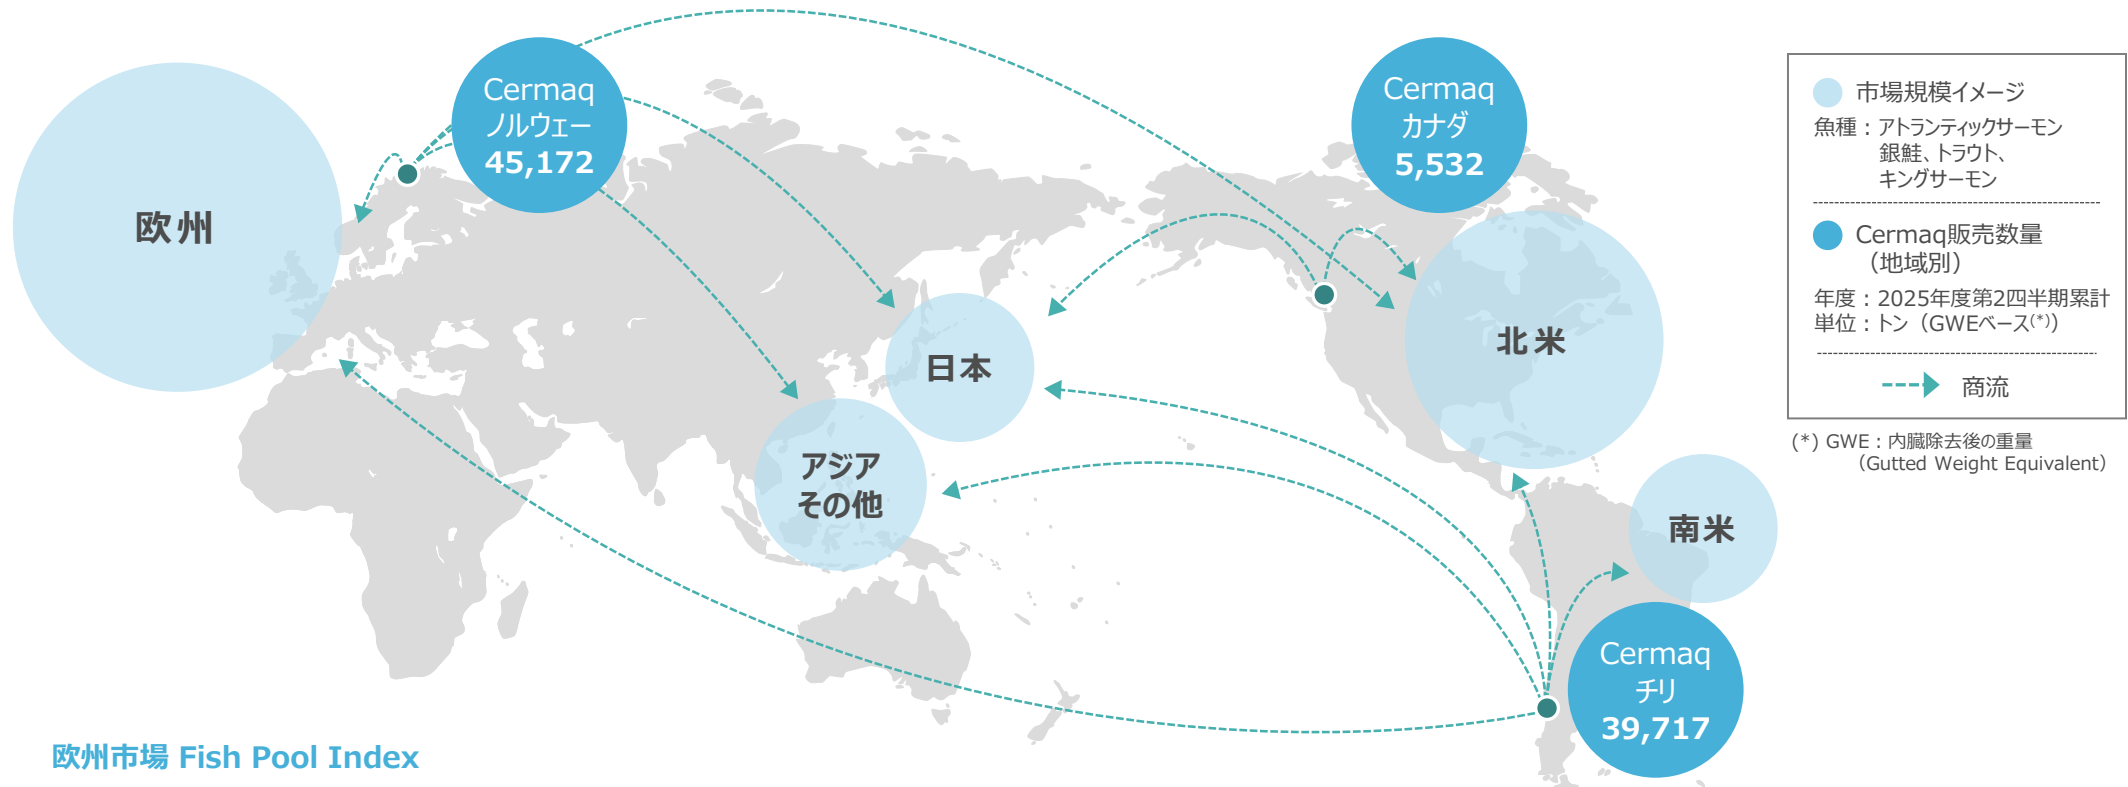 欧州
Cermaq
ノルウェー
45,172
Cermaq
カナダ
5,532
北米
日本
アジア
その他
南米
Cermaq
チリ
39,717
市場規模イメージ
魚種：アトランティックサーモン
銀鮭、トラウト、
キングサーモン
Cermaq販売数量
（地域別）
年度：2025年度第2四半期累計
単位：トン（GWEベース(*)）
商流
(*) GWE：内臓除去後の重量
（Gutted Weight Equivalent）
欧州市場 Fish Pool Index